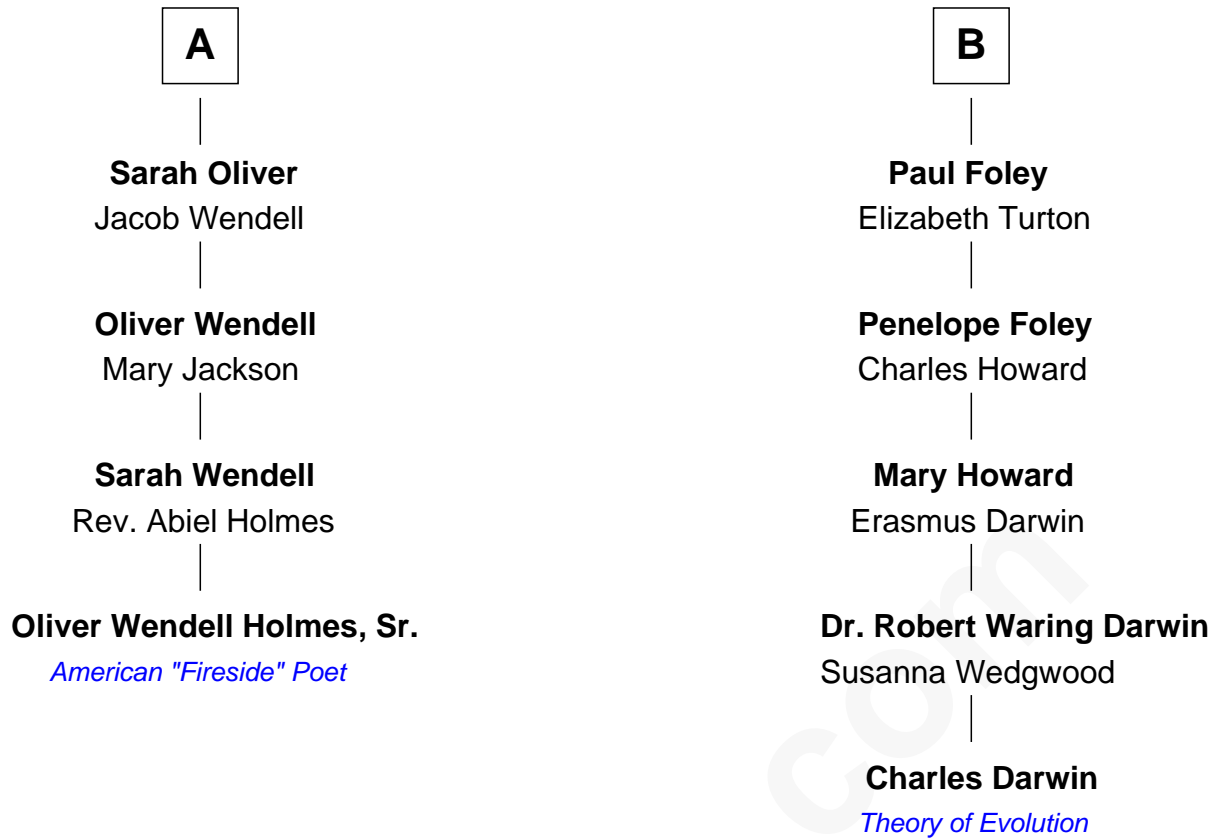 A
Sarah Oliver
Jacob Wendell
Oliver Wendell
Mary Jackson
Sarah Wendell
Rev. Abiel Holmes
Oliver Wendell Holmes, Sr.
American "Fireside" Poet
B
Paul Foley
Elizabeth Turton
Penelope Foley
Charles Howard
Mary Howard
Erasmus Darwin
Dr. Robert Waring Darwin
Susanna Wedgwood
Charles Darwin
Theory of Evolution
com